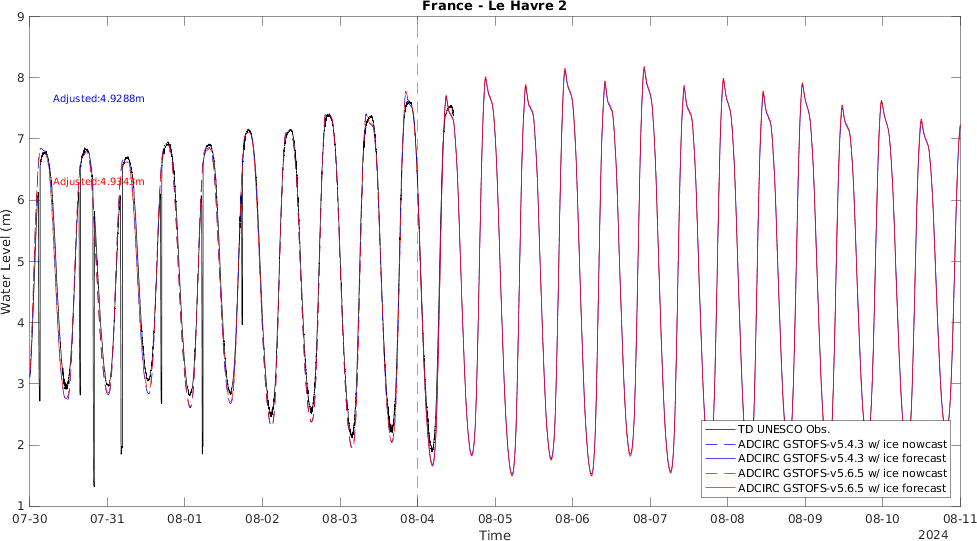 France - Le Havre 2
9
8
7
6
5
4
3
2
1
Water Level (m)
Adjusted:4.9288m
Adjusted:4.9343m
TD UNESCO Obs.
ADCIRC GSTOFS-v5.4.3 w/ ice nowcast
ADCIRC GSTOFS-v5.4.3 w/ ice forecast
ADCIRC GSTOFS-v5.6.5 w/ ice nowcast
ADCIRC GSTOFS-v5.6.5 w/ ice forecast
07-30 07-31 08-01 08-02 08-03 08-04 08-05 08-06 08-07 08-08 08-09 08-10 08-11
Time
2024